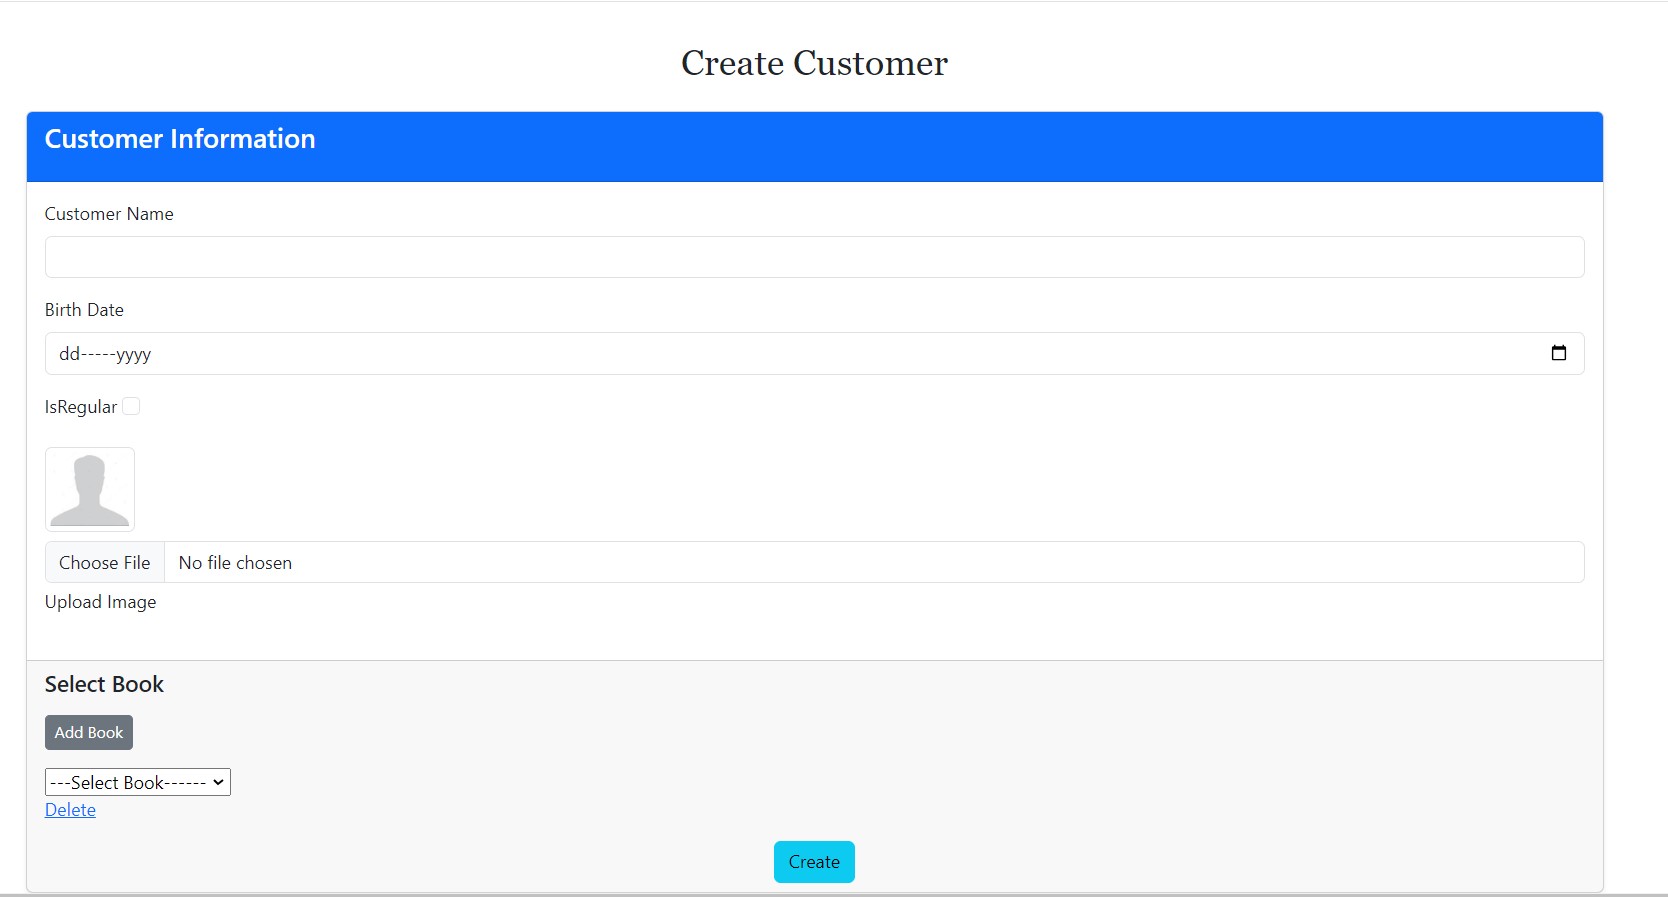 Create Customer
Customer Information
Customer Name
Birth Date
dd-----yyyy
IsRegular
Choose File No file chosen
Upload Image
Select Book
Add Book
---Select Book------
Delete
Create